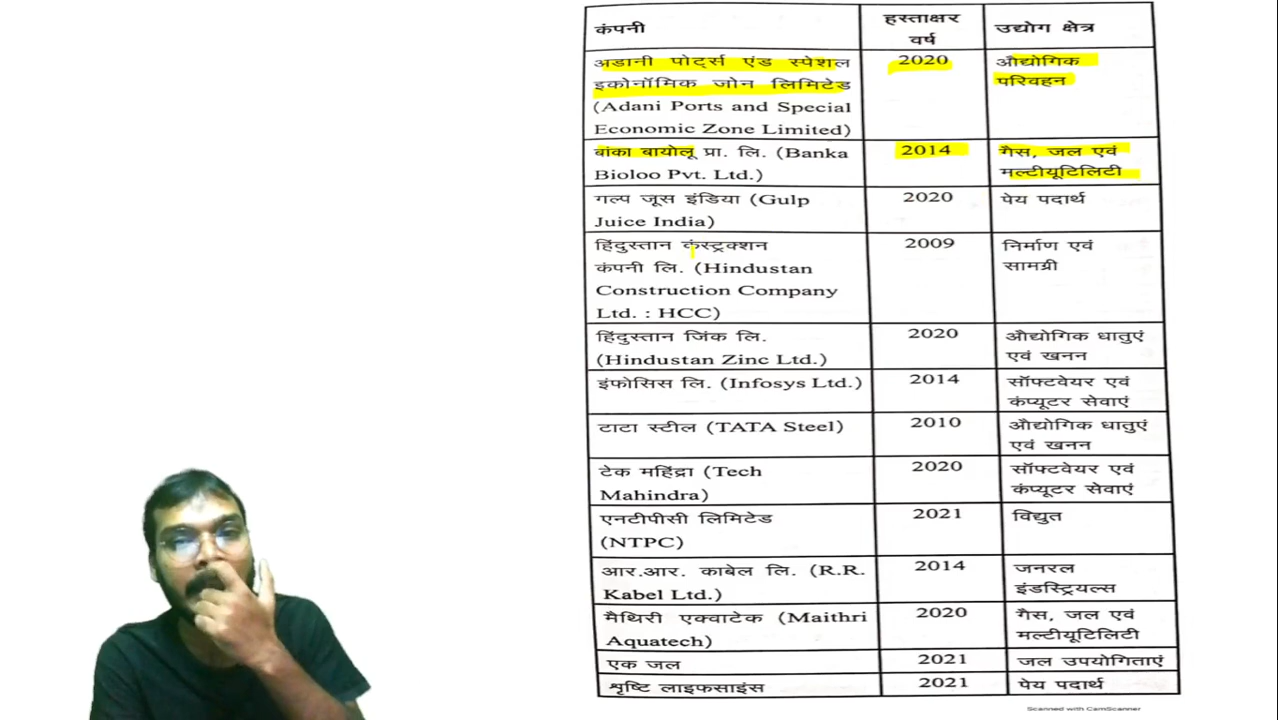 कंपनी
हस्ताक्षर
वर्ष
उद्योग क्षेत्र
अडानी पोर्ट्स एंड स्पेशल
इकोनॉमिक जोन लिमिटेड
(Adani Ports and Special
Economic Zone Limited)
2020
औद्योगिक
परिवहन
बांका बायोलू प्रा. लि. (Banka
Bioloo Pvt. Ltd.)
2014
गैस, जल एवं
मल्टीयूटिलिटी
गल्प जूस इंडिया (Gulp
Juice India)
2020
पेय पदार्थ
हिंदुस्तान कंस्ट्रक्शन
कंपनी लि. (Hindustan
Construction Company
Ltd. : HCC)
2009
निर्माण एवं
सामग्री
हिंदुस्तान जिंक लि.
(Hindustan Zinc Ltd.)
2020
औद्योगिक धातुएं
एवं खनन
इंफोसिस लि. (Infosys Ltd.)
2014
सॉफ्टवेयर एवं
कंप्यूटर सेवाएं
टाटा स्टील (TATA Steel)
2010
औद्योगिक धातुएं
एवं खनन
टेक महिंद्रा (Tech
Mahindra)
2020
सॉफ्टवेयर एवं
कंप्यूटर सेवाएं
एनटीपीसी लिमिटेड
(NTPC)
2021
विद्युत
आर.आर. काबेल लि. (R.R.
Kabel Ltd.)
2014
जनरल
इंडस्ट्रियल्स
मैथिरी एक्वाटेक (Maithri
Aquatech)
2020
गैस, जल एवं
मल्टीयूटिलिटी
एक जल
2021
जल उपयोगिताएं
शृष्टि लाइफसाइंस
2021
पेय पदार्थ
Scanned with CamScanner